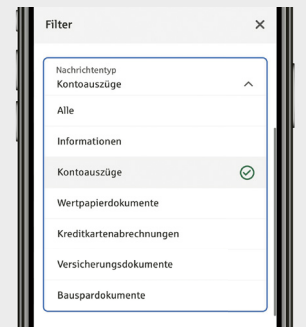 Filter
Nachrichtentyp
Kontoauszüge
Alle
Informationen
Kontoauszüge
Wertpapierdokumente
Kreditkartenabrechnungen
Versicherungsdokumente
Bauspardokumente